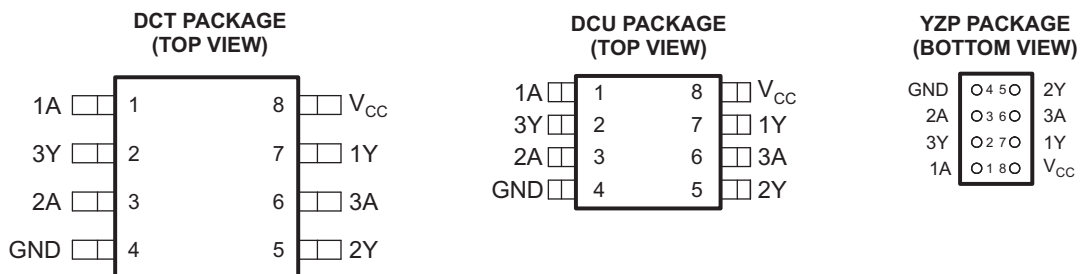 DCT PACKAGE
(TOP VIEW)
1A 1 8 VCC
3Y 2 7 1Y
2A 3 6 3A
GND 4 5 2Y
DCU PACKAGE
(TOP VIEW)
1A 1 8 VCC
3Y 2 7 1Y
2A 3 6 3A
GND 4 5 2Y
YZP PACKAGE
(BOTTOM VIEW)
GND 4 5 2Y
2A 3 6 3A
3Y 2 7 1Y
1A 1 8 VCC